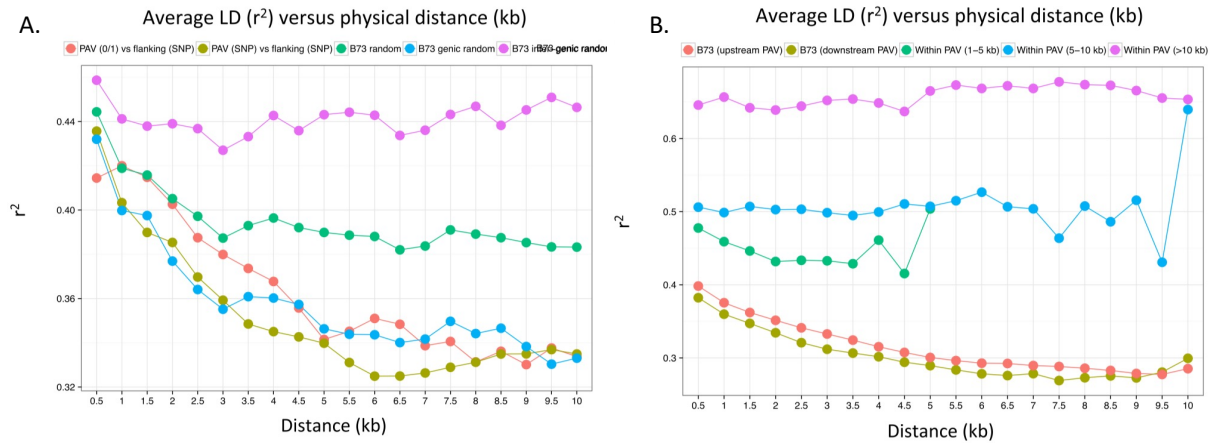 A.
Average LD (r²) versus physical distance (kb)
PAV (0/1) vs flanking (SNP) PAV (SNP) vs flanking (SNP) B73 random B73 genic random B73 inter-genic random
r²
0.44
0.40
0.36
0.32
0.5 1 1.5 2 2.5 3 3.5 4 4.5 5 5.5 6 6.5 7 7.5 8 8.5 9 9.5 10
Distance (kb)
B.
Average LD (r²) versus physical distance (kb)
B73 (upstream PAV) B73 (downstream PAV) Within PAV (1–5 kb) Within PAV (5–10 kb) Within PAV (>10 kb)
r²
0.6
0.5
0.4
0.3
0.5 1 1.5 2 2.5 3 3.5 4 4.5 5 5.5 6 6.5 7 7.5 8 8.5 9 9.5 10
Distance (kb)